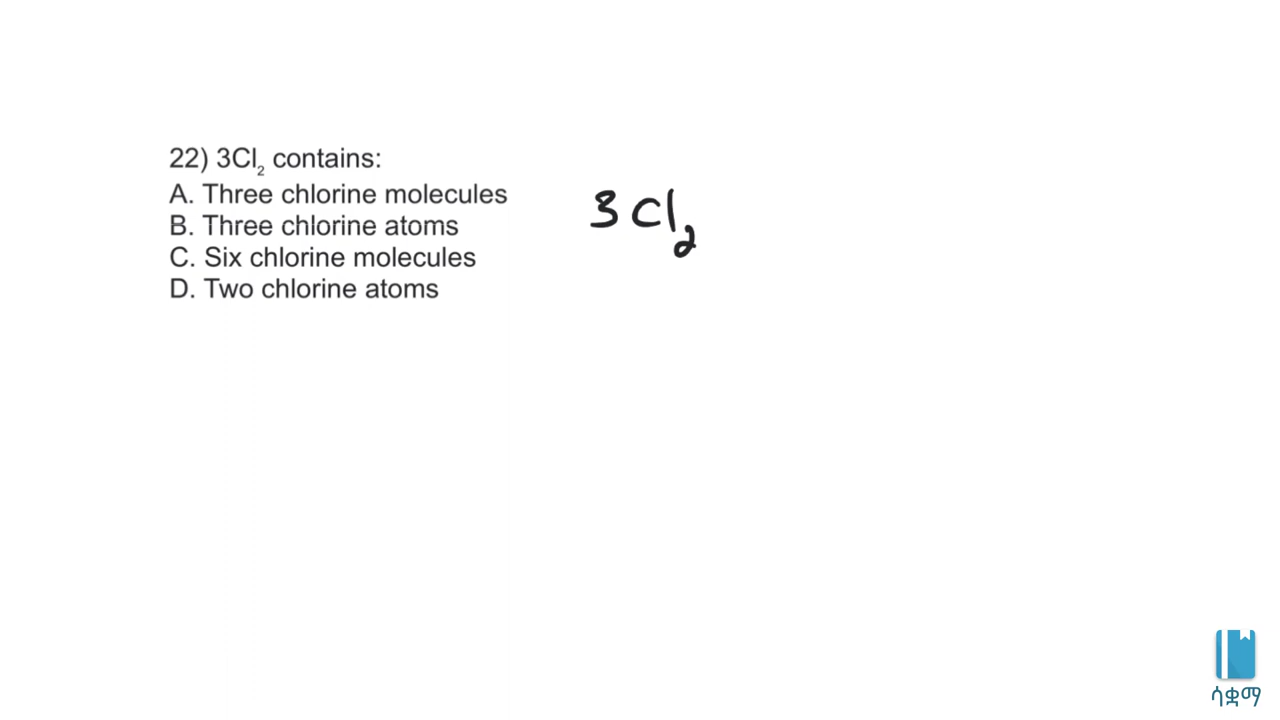 22) 3Cl₂ contains:
A. Three chlorine molecules
B. Three chlorine atoms
C. Six chlorine molecules
D. Two chlorine atoms
3Cl₂
ሳቋማ